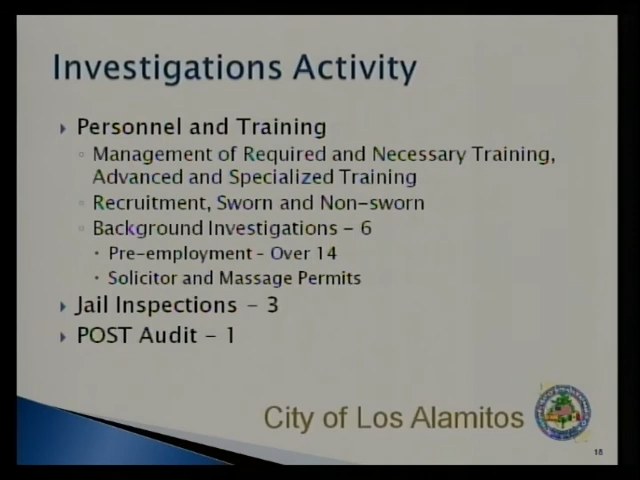 Investigations Activity
Personnel and Training
Management of Required and Necessary Training,
Advanced and Specialized Training
Recruitment, Sworn and Non-sworn
Background Investigations – 6
Pre-employment – Over 14
Solicitor and Massage Permits
Jail Inspections – 3
POST Audit – 1
City of Los Alamitos